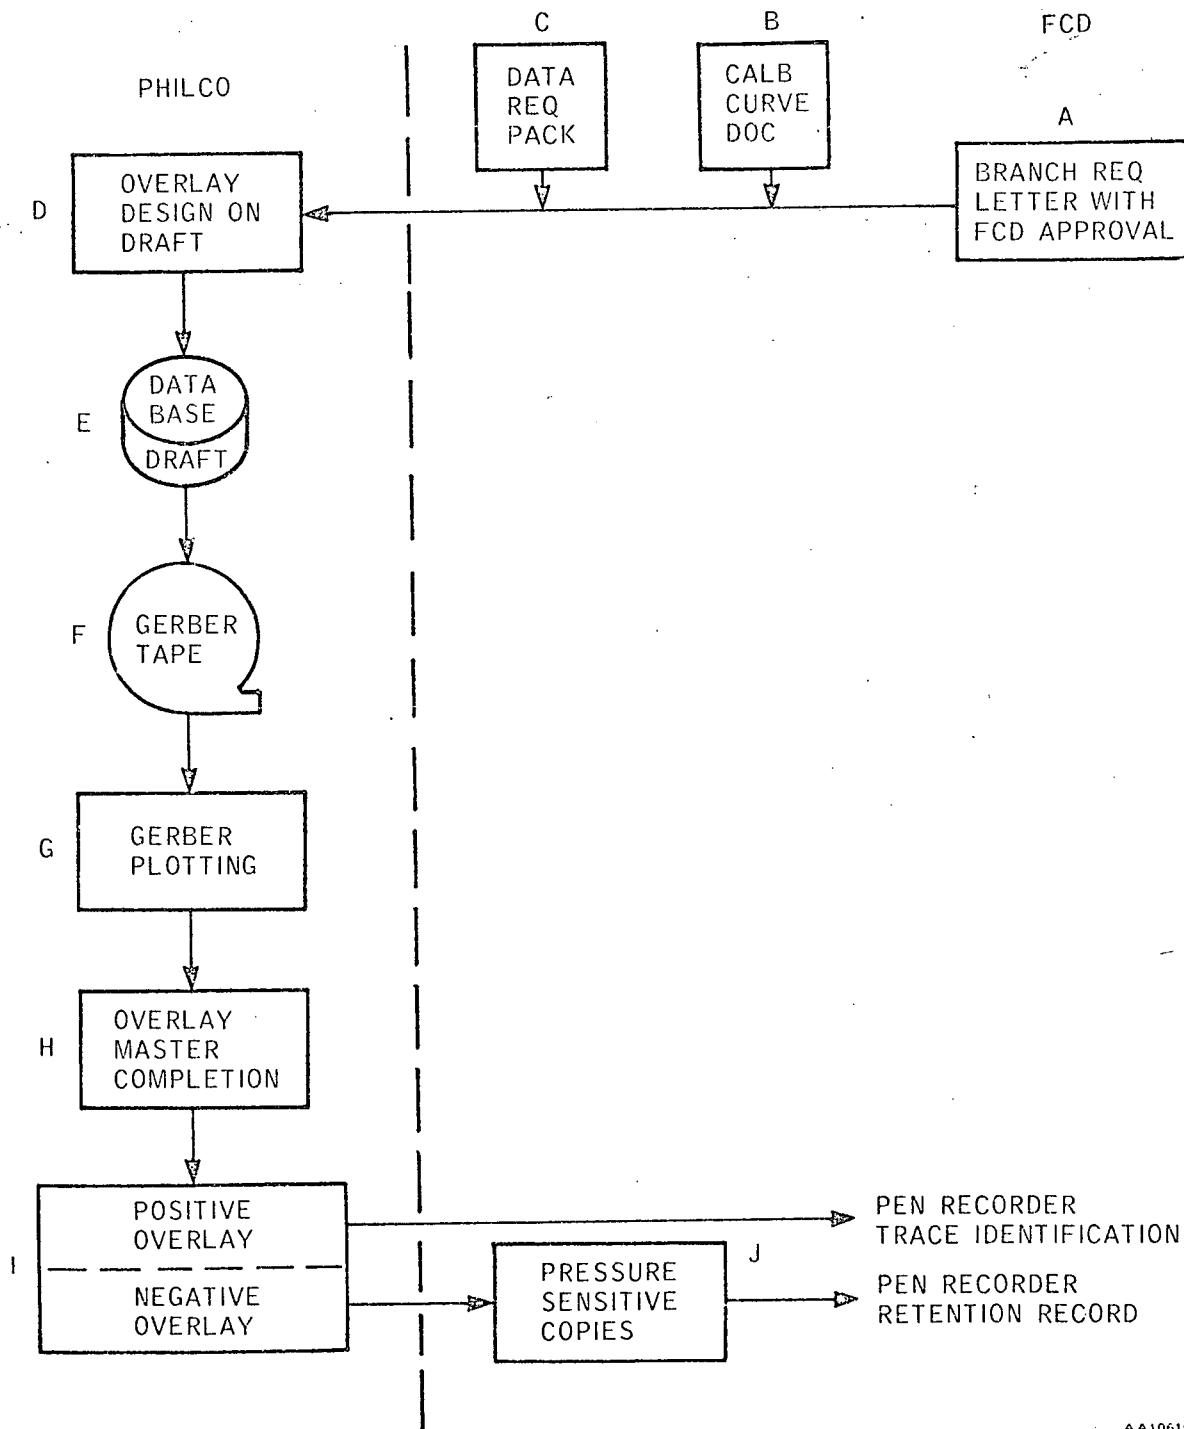 C
B
FCD
PHILCO
DATA
REQ
PACK
CALB
CURVE
DOC
A
D
OVERLAY
DESIGN ON
DRAFT
BRANCH REQ
LETTER WITH
FCD APPROVAL
E
DATA
BASE
DRAFT
F
GERBER
TAPE
G
GERBER
PLOTTING
H
OVERLAY
MASTER
COMPLETION
I
POSITIVE
OVERLAY
PEN RECORDER
TRACE IDENTIFICATION
NEGATIVE
OVERLAY
J
PRESSURE
SENSITIVE
COPIES
PEN RECORDER
RETENTION RECORD